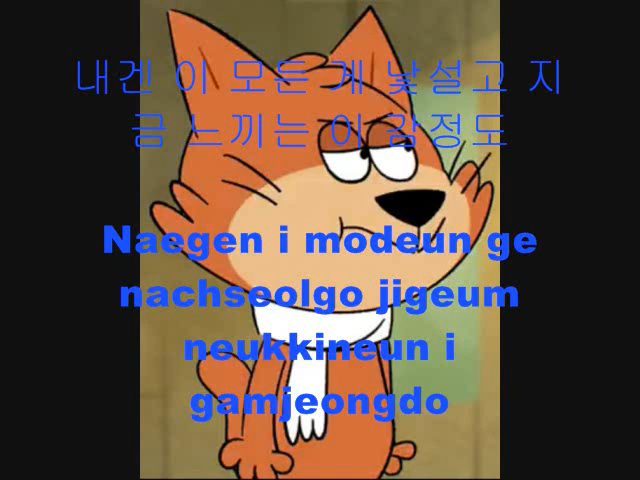 내겐 이 모든 게 낯설고 지
금 느끼는 이 감정도
Naegen i modeun ge
nachseolgo jigeum
neukkineun i
gamjeongdo